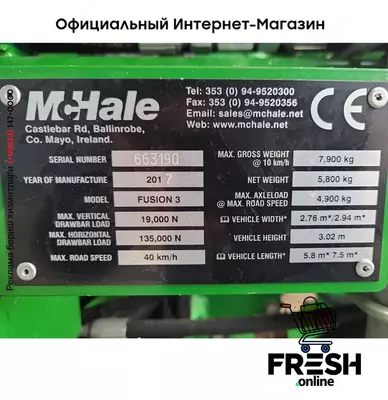 Официальный Интернет-Магазин
McHale
Castlebar Rd, Ballinrobe,
Co. Mayo, Ireland.
Tel: 353 (0) 94-9520300
Fax: 353 (0) 94-9520356
Email: sales@mchale.net
Web: www.mchale.net
CE
SERIAL NUMBER 663190
YEAR OF MANUFACTURE 2017
MODEL FUSION 3
MAX. VERTICAL DRAWBAR LOAD 19,000 N
MAX. HORIZONTAL DRAWBAR LOAD 135,000 N
MAX. ROAD SPEED 40 km/h
MAX. GROSS WEIGHT @ 10 km/h 7,900 kg
NET WEIGHT 5,800 kg
MAX. AXLELOAD @ MAX. ROAD SPEED 4,900 kg
VEHICLE WIDTH* 2.76 m*/2.94 m*
VEHICLE HEIGHT 3.02 m
VEHICLE LENGTH* 5.8 m* 7.5 m*
Реклама бериш хизматлари 147-0000
FRESH
.online